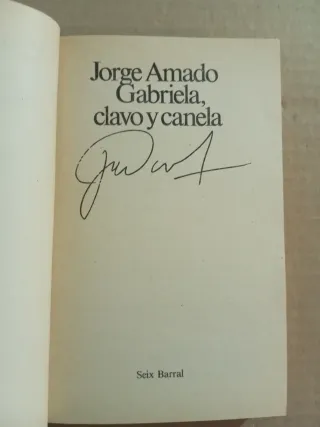 Jorge Amado
Gabriela,
clavo y canela
Seix Barral